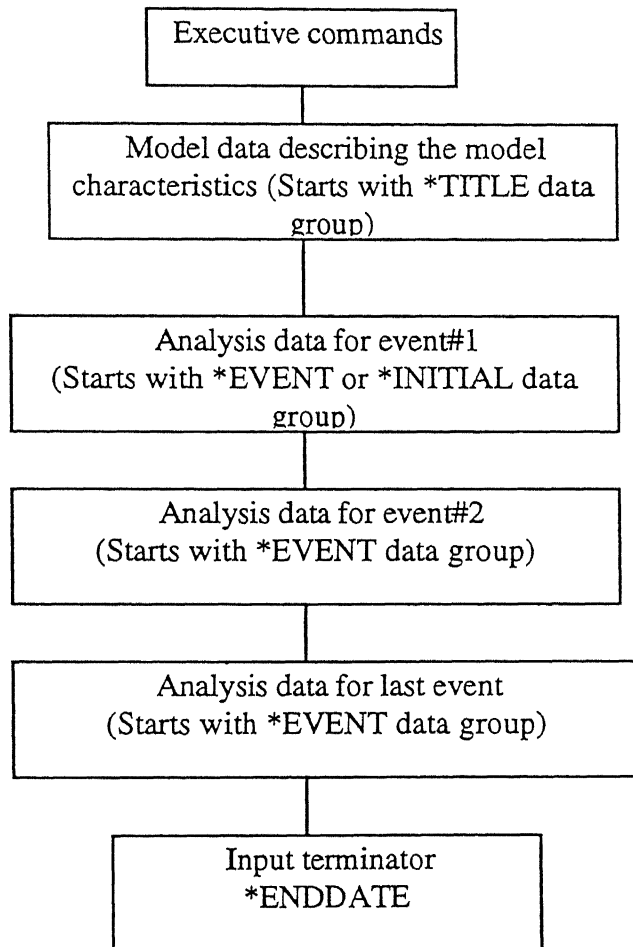 Executive commands
Model data describing the model
characteristics (Starts with *TITLE data
group)
Analysis data for event#1
(Starts with *EVENT or *INITIAL data
group)
Analysis data for event#2
(Starts with *EVENT data group)
Analysis data for last event
(Starts with *EVENT data group)
Input terminator
*ENDDATE